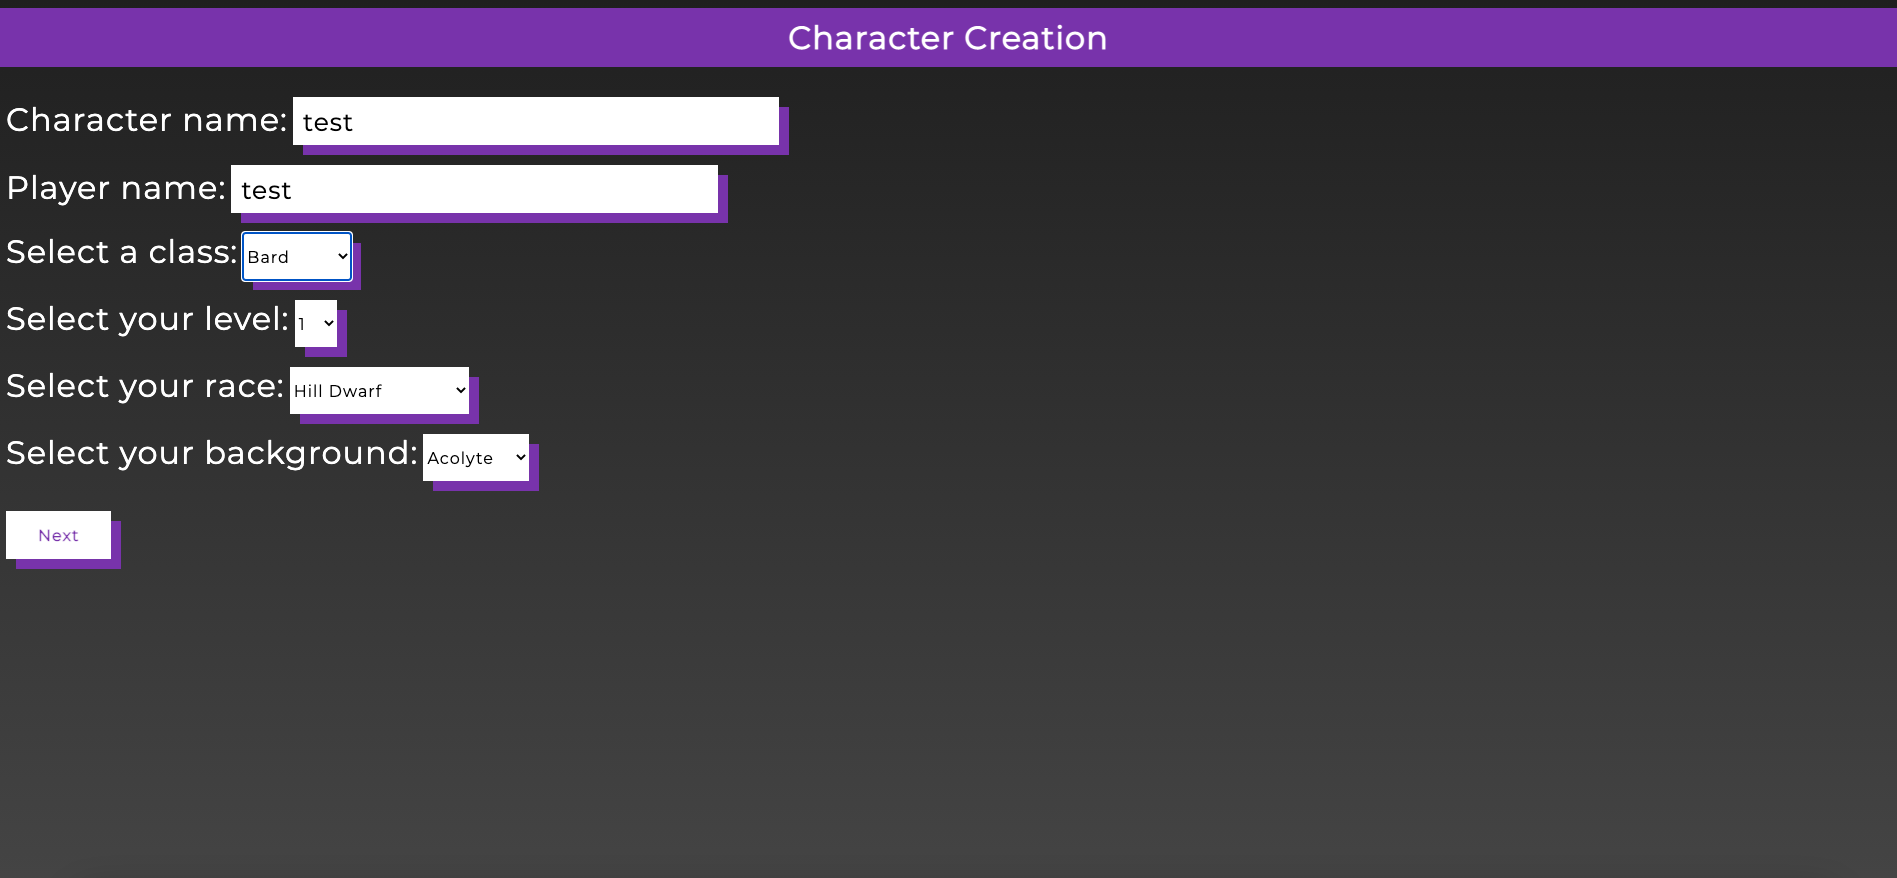 Character Creation
Character name: test
Player name: test
Select a class: Bard
Select your level: 1
Select your race: Hill Dwarf
Select your background: Acolyte
Next